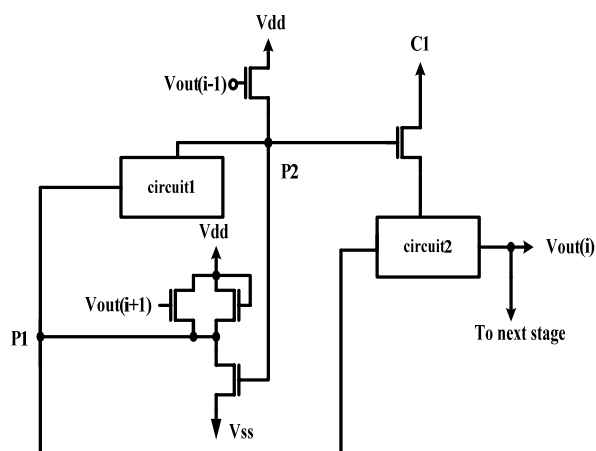 Vdd
C1
Vout(i-1)
P2
circuit1
Vdd
circuit2
Vout(i)
Vout(i+1)
P1
To next stage
Vss